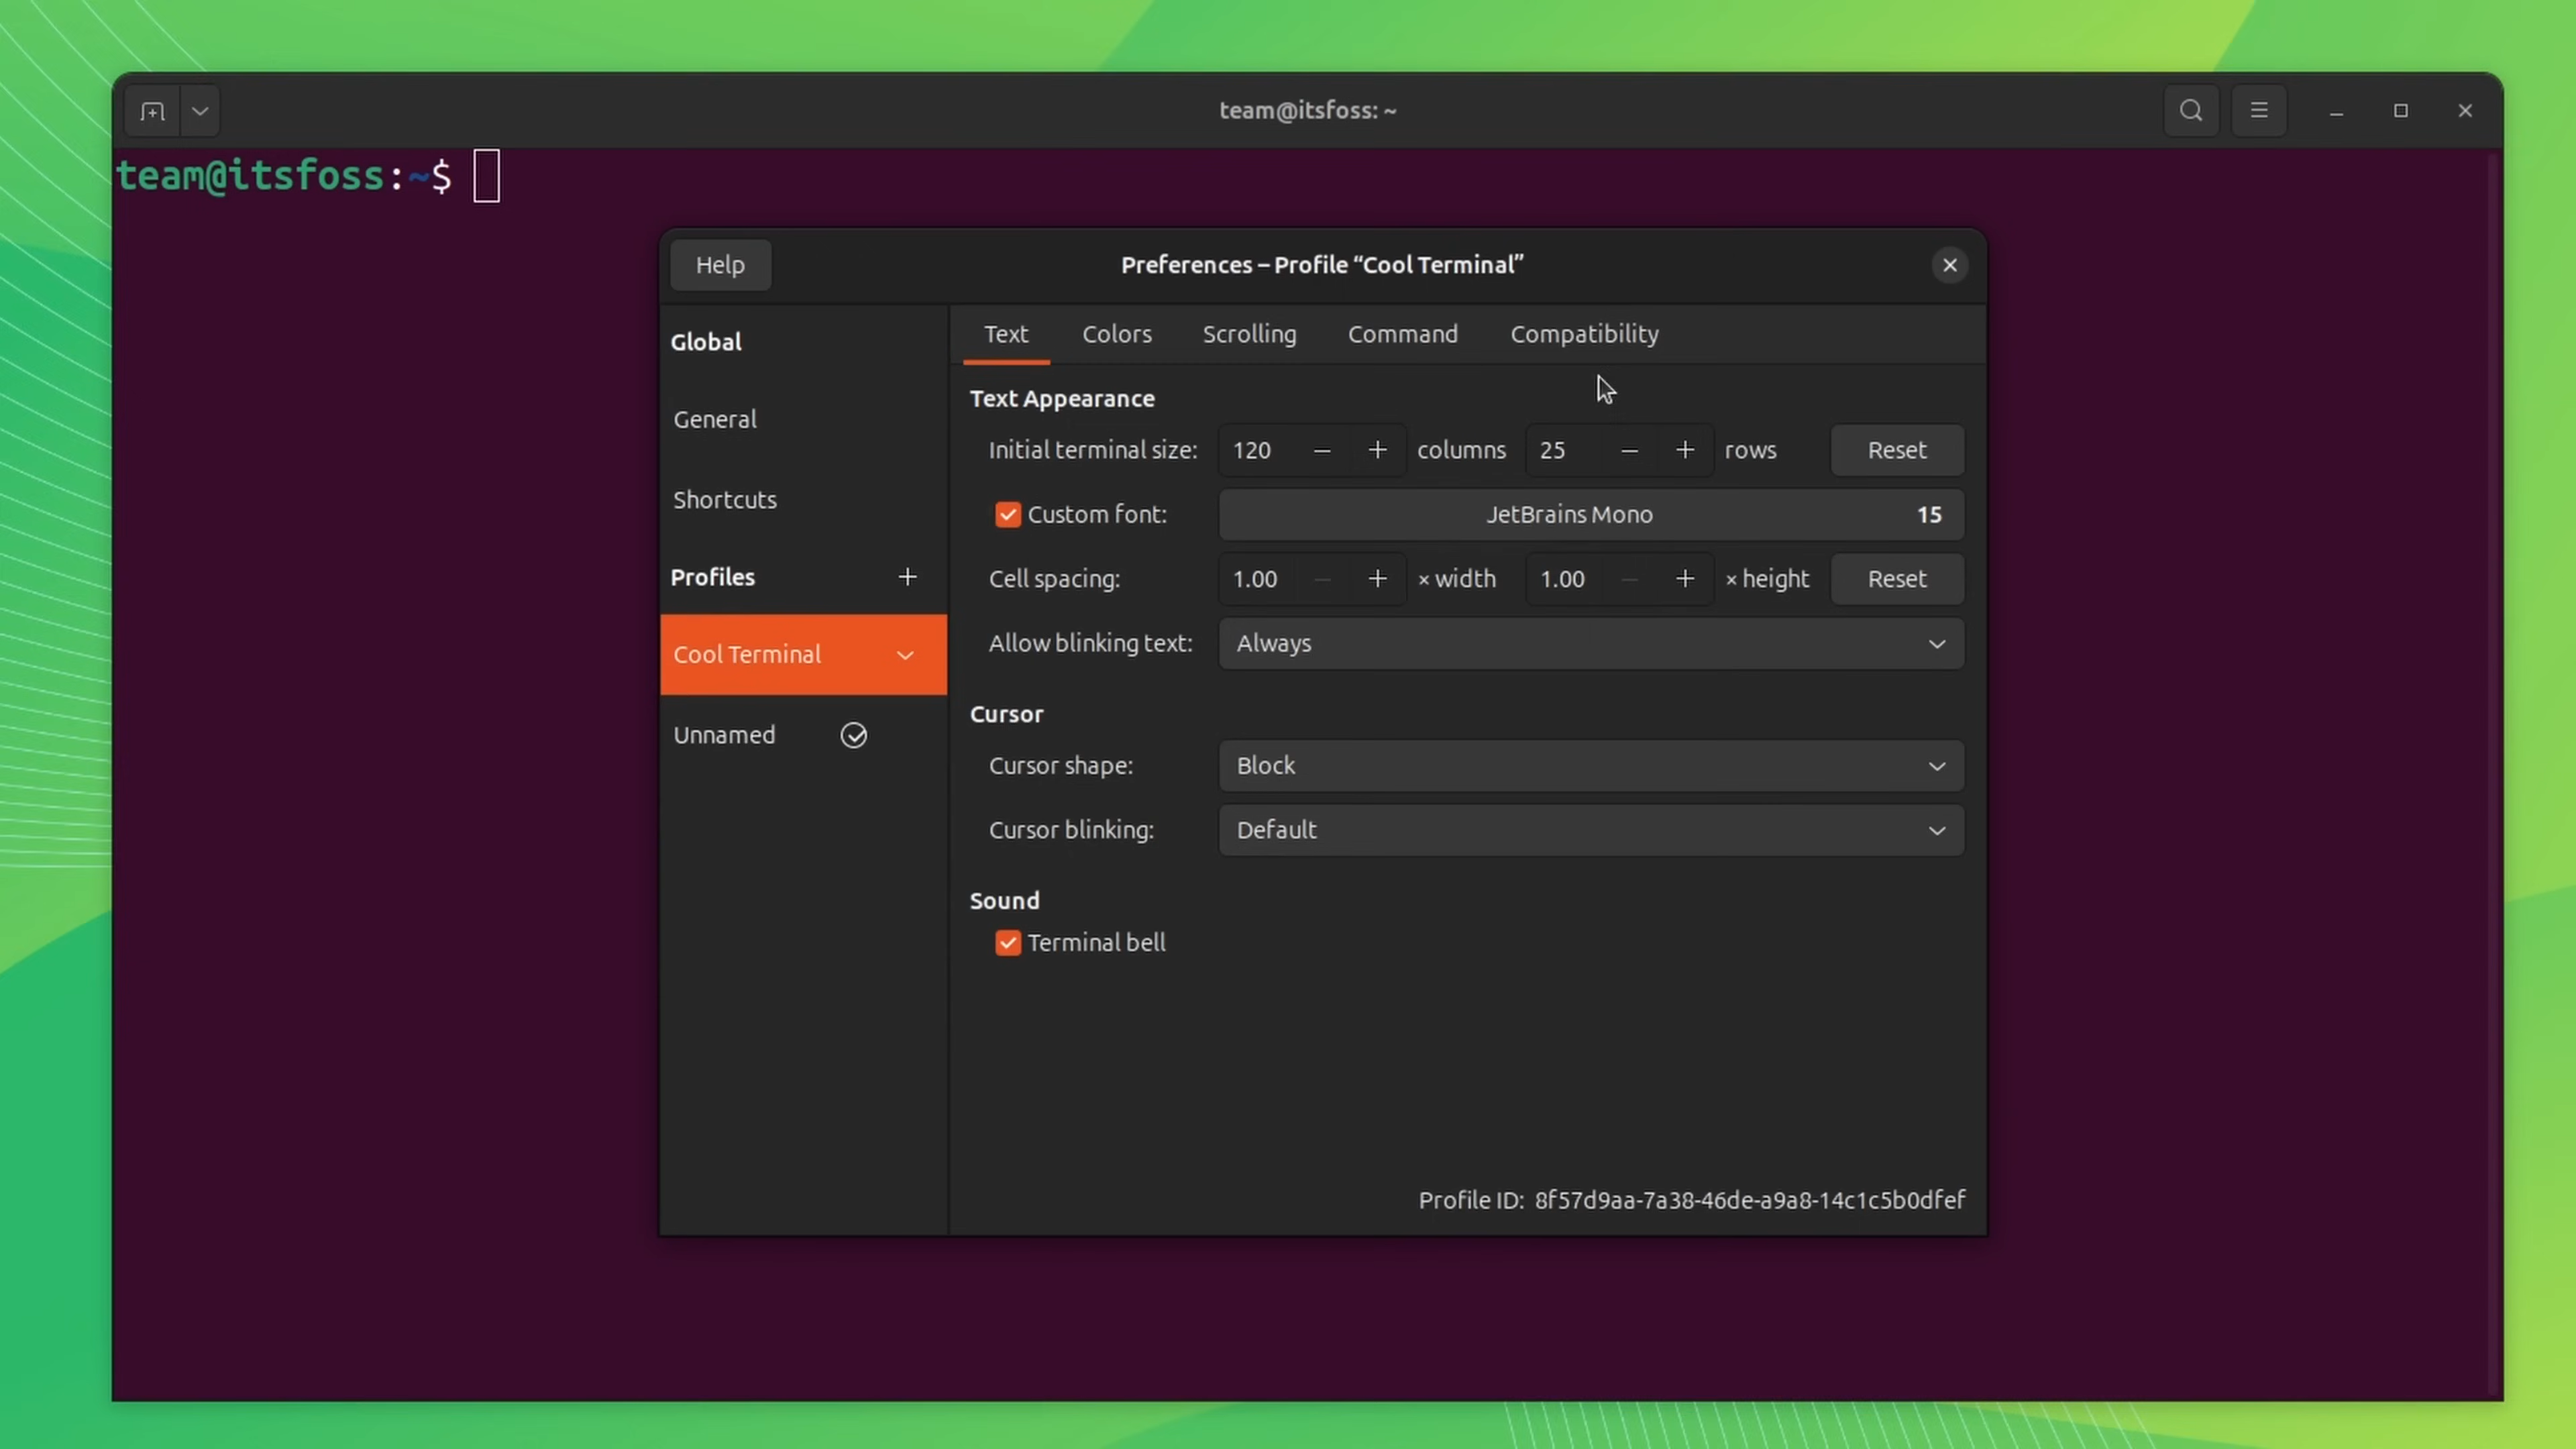 team@itsfoss: ~
team@itsfoss:~$
Help
Preferences – Profile “Cool Terminal”
Global
General
Shortcuts
Profiles
Cool Terminal
Unnamed
Text Colors Scrolling Command Compatibility
Text Appearance
Initial terminal size: 120 − + columns 25 − + rows Reset
Custom font: JetBrains Mono 15
Cell spacing: 1.00 − + × width 1.00 − + × height Reset
Allow blinking text: Always
Cursor
Cursor shape: Block
Cursor blinking: Default
Sound
Terminal bell
Profile ID: 8f57d9aa-7a38-46de-a9a8-14c1c5b0dfef